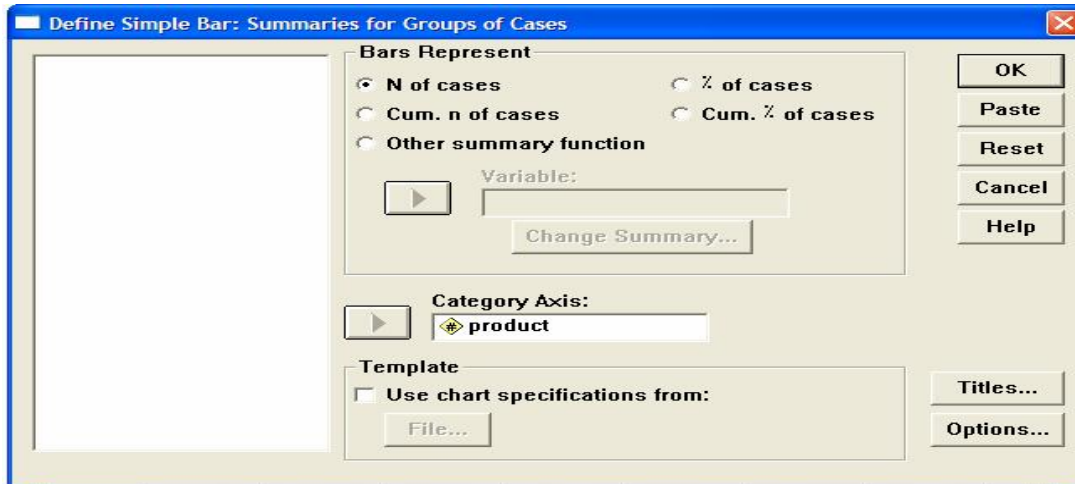 Define Simple Bar: Summaries for Groups of Cases
Bars Represent
N of cases
% of cases
Cum. n of cases
Cum. % of cases
Other summary function
Variable:
Change Summary...
Category Axis:
# product
Template
Use chart specifications from:
File...
OK
Paste
Reset
Cancel
Help
Titles...
Options...